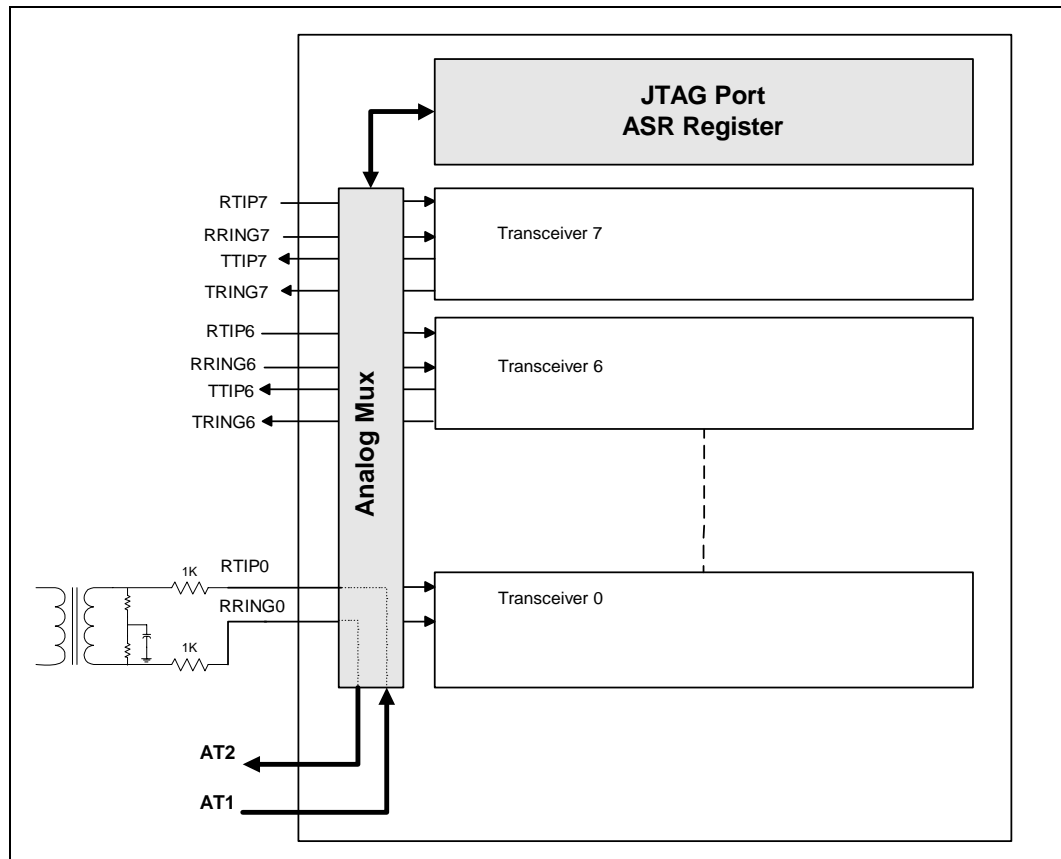 JTAG Port
ASR Register
RTIP7
RRING7
TTIP7
TRING7
Transceiver 7
RTIP6
RRING6
TTIP6
TRING6
Transceiver 6
Analog Mux
1K
RTIP0
RRING0
1K
Transceiver 0
AT2
AT1